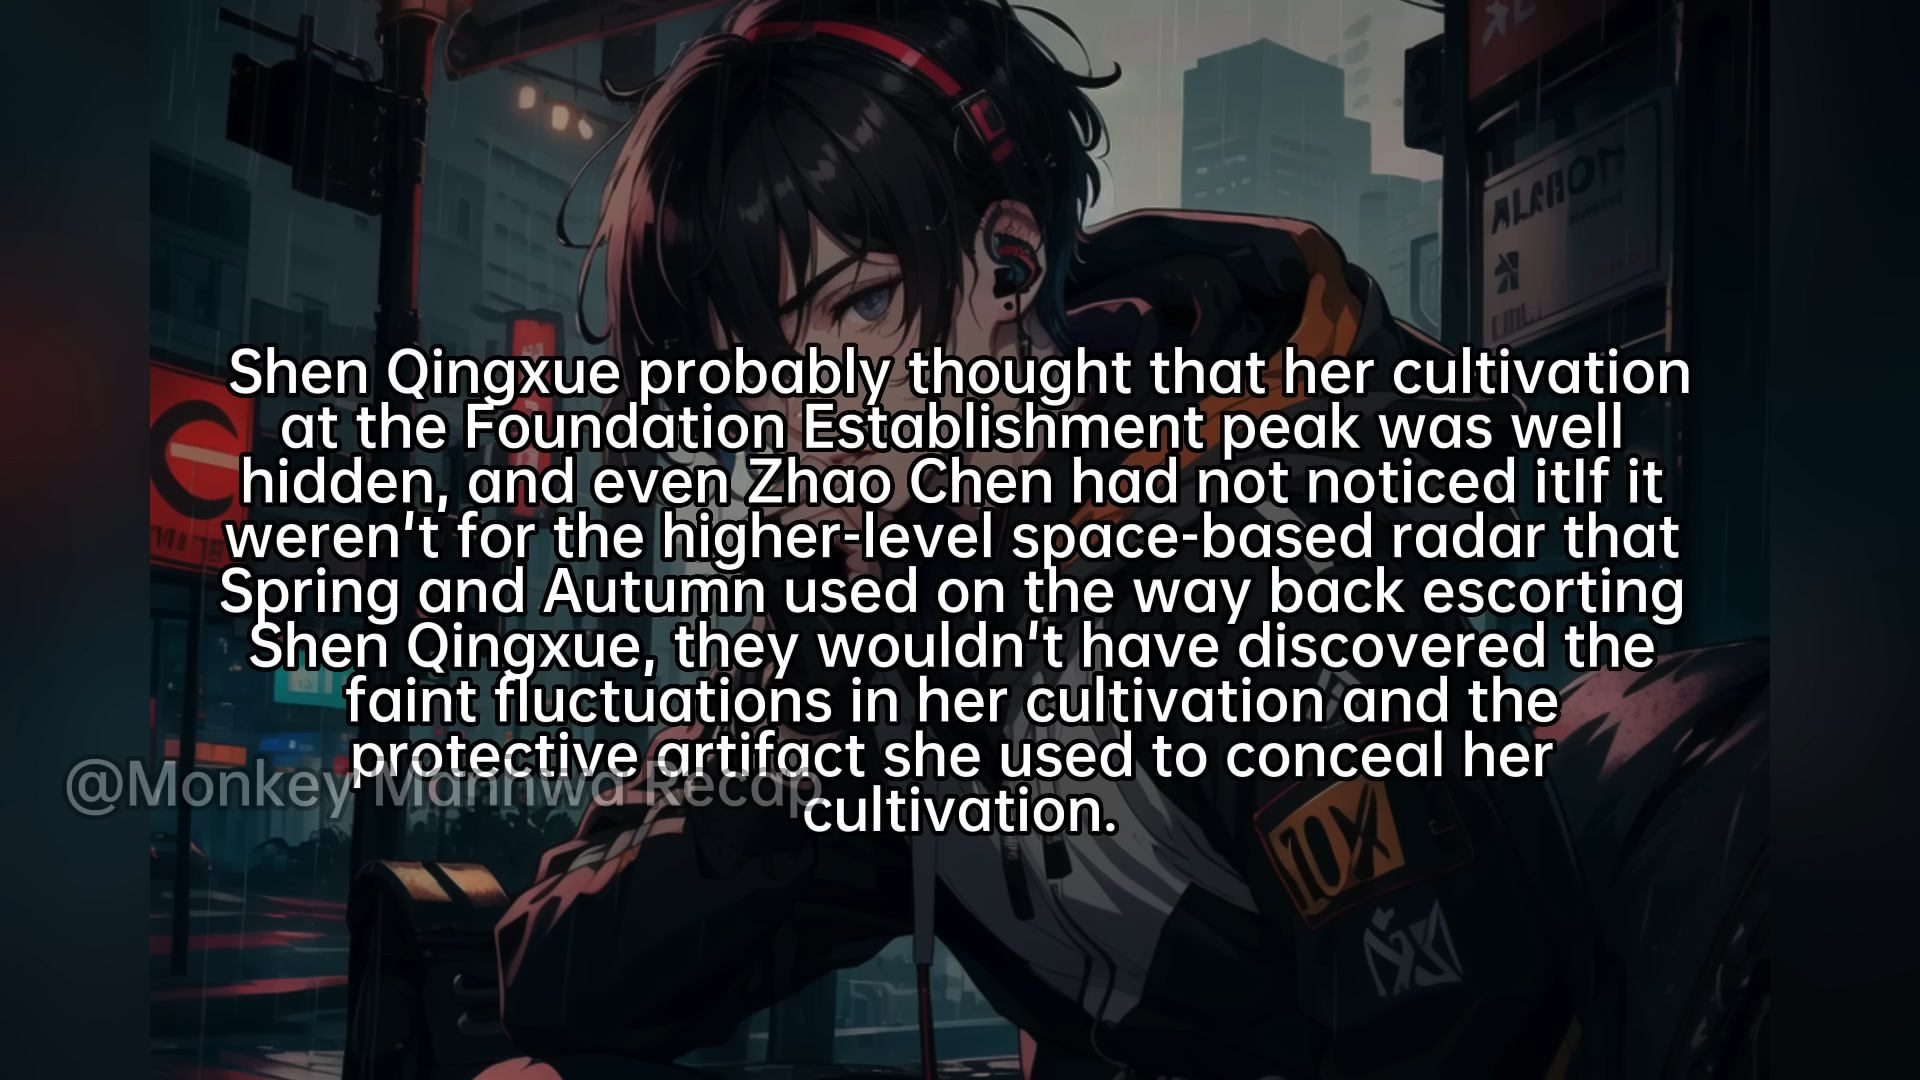 Shen Qingxue probably thought that her cultivation
at the Foundation Establishment peak was well
hidden, and even Zhao Chen had not noticed itIf it
weren't for the higher-level space-based radar that
Spring and Autumn used on the way back escorting
Shen Qingxue, they wouldn't have discovered the
faint fluctuations in her cultivation and the
protective artifact she used to conceal her
cultivation.
@Monkey Manhwa Recap
10X